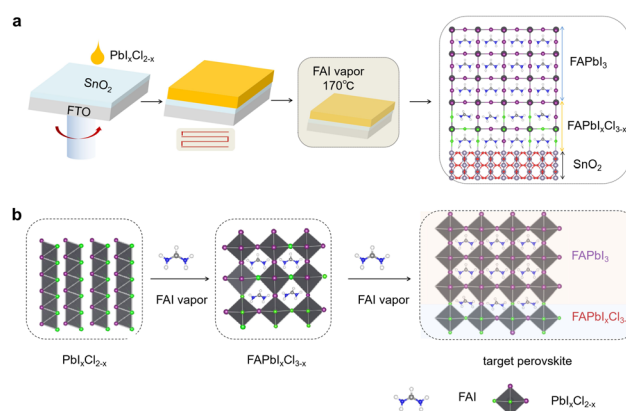 a
PbIₓCl₂₋ₓ
SnO₂
FTO
FAI vapor
170℃
FAPbI₃
FAPbIₓCl₃₋ₓ
SnO₂
b
FAI vapor
FAI vapor
FAPbI₃
FAPbIₓCl₃₋
PbIₓCl₂₋ₓ
FAPbIₓCl₃₋ₓ
target perovskite
FAI
PbIₓCl₂₋ₓ